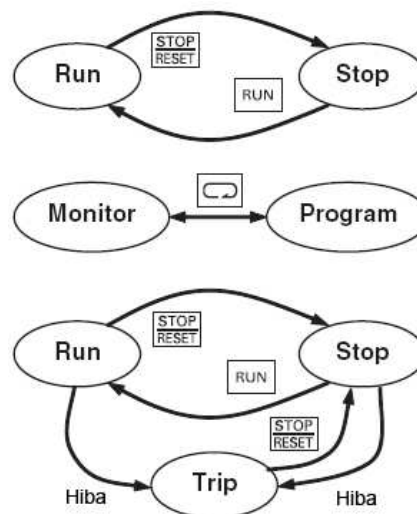 STOP
RESET
Run
Stop
RUN
Monitor
Program
STOP
RESET
Run
Stop
RUN
STOP
RESET
Trip
Hiba
Hiba